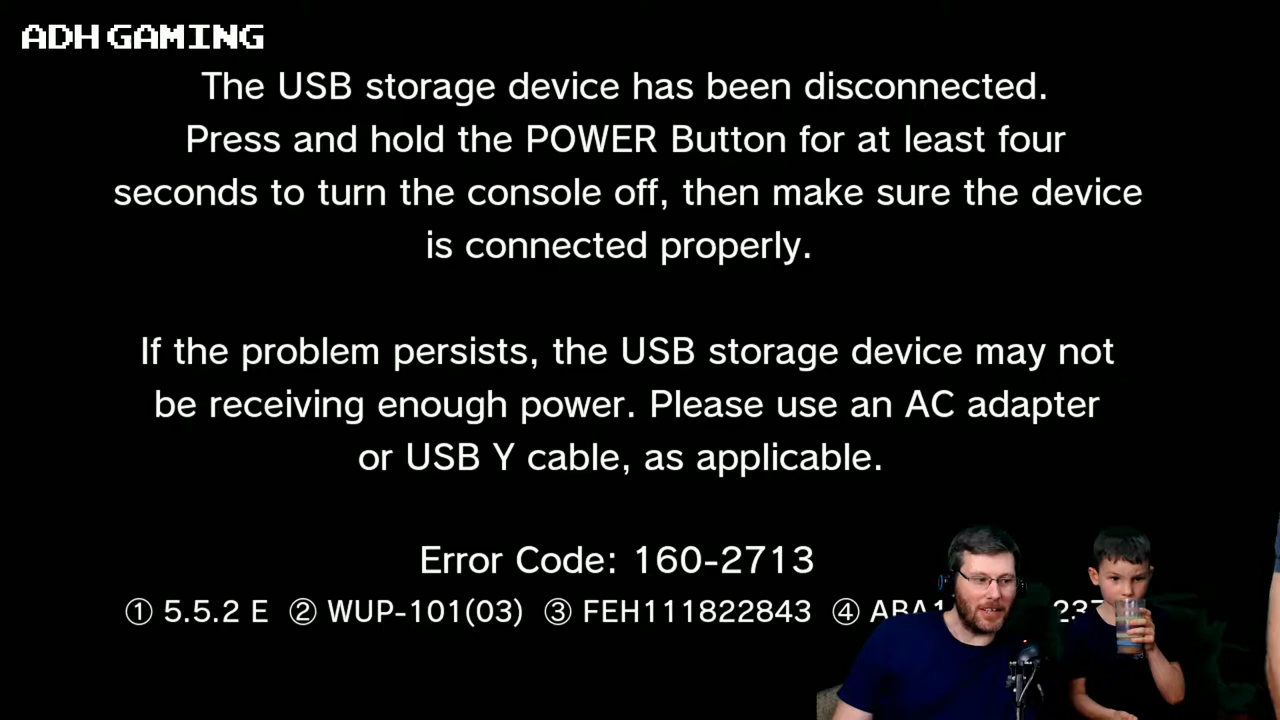 ADH GAMING
The USB storage device has been disconnected.
Press and hold the POWER Button for at least four
seconds to turn the console off, then make sure the device
is connected properly.
If the problem persists, the USB storage device may not
be receiving enough power. Please use an AC adapter
or USB Y cable, as applicable.
Error Code: 160-2713
① 5.5.2 E ② WUP-101(03) ③ FEH111822843 ④